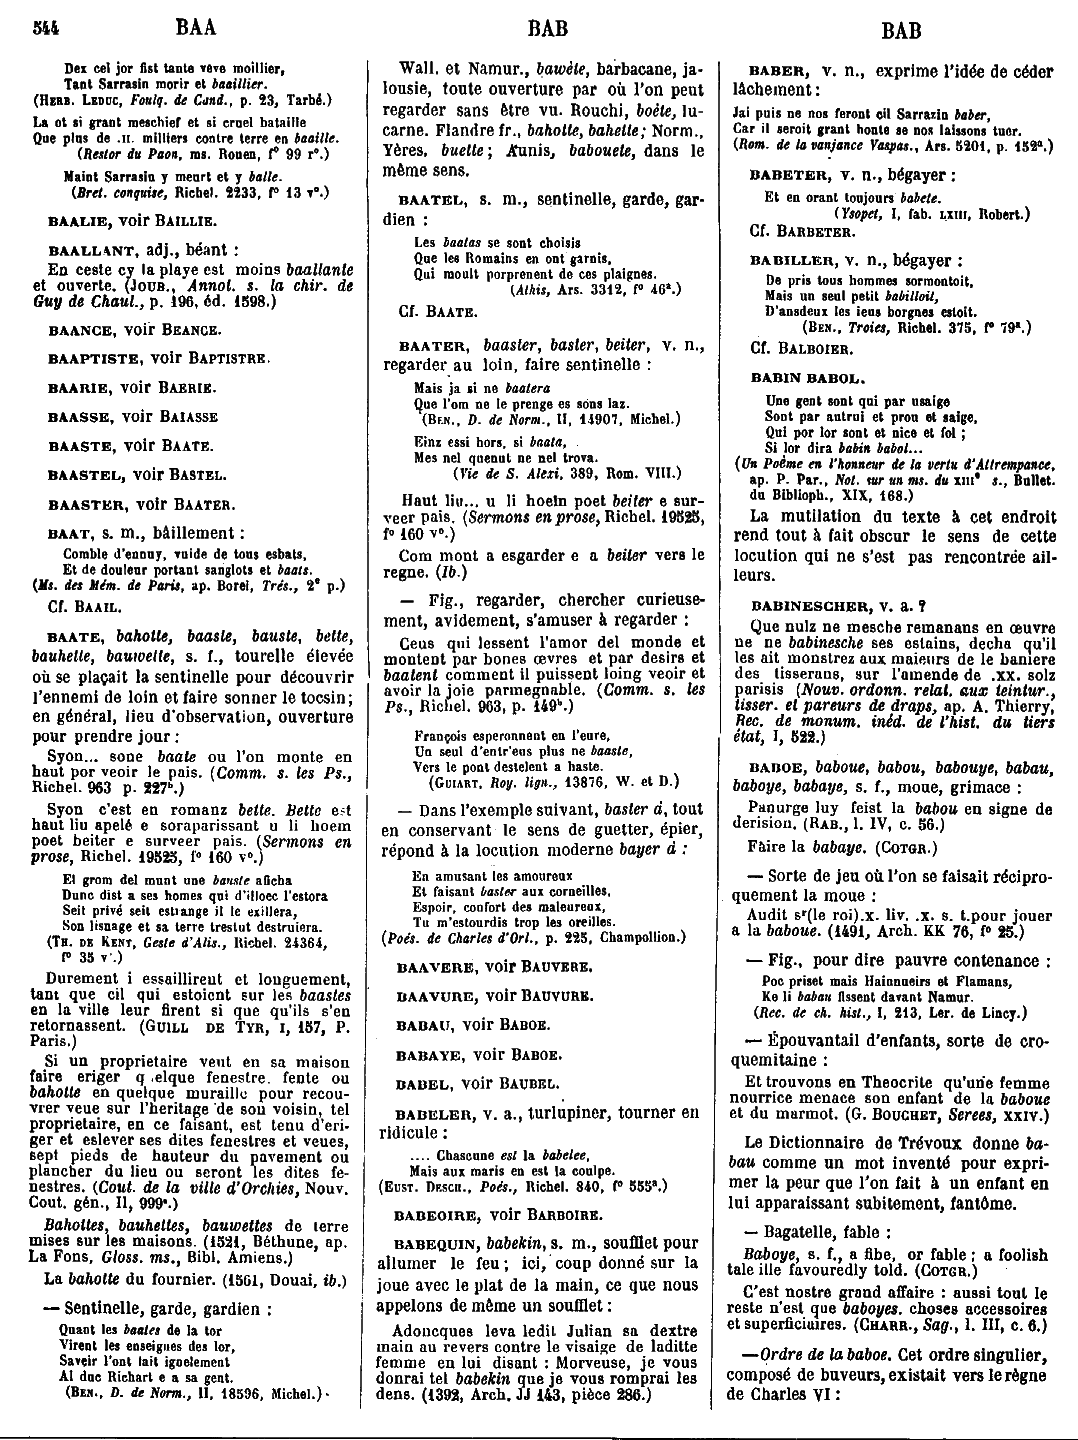 544 BAA BAB BAB
Dex cel jor fist tante veve moillier,
Tant Sarrasin morir et baaillier.
(HERB. LEDUC, Foulq. de Cand., p. 23, Tarbé.)
La ot si grant meschief et si cruel bataille
Que plus de .II. milliers contre terre en baaille.
(Restor du Paon, ms. Rouen, f° 99 r°.)
Maint Sarrasin y meurt et y balle.
(Bret. conquise, Richel. 2233, f° 13 v°.)
BAALIE, voir BAILLIE.
BAALLANT, adj., béant :
En ceste cy la playe est moins baallante
et ouverte. (JOUB., Annot. s. la chir. de
Guy de Chaul., p. 196, éd. 1598.)
BAANCE, voir BEANCE.
BAAPTISTE, voir BAPTISTRE.
BAARIE, voir BAERIE.
BAASSE, voir BAIASSE
BAASTE, voir BAATE.
BAASTEL, voir BASTEL.
BAASTER, voir BAATER.
BAAT, s. m., bâillement :
Comble d'ennuy, vuide de tous esbats,
Et de douleur portant sanglots et baats.
(Ms. des Mém. de Paris, ap. Borel, Trés., 2e p.)
Cf. BAAIL.
BAATE, bahotte, baaste, bauste, bette,
bauhette, bauwette, s. f., tourelle élevée
où se plaçait la sentinelle pour découvrir
l'ennemi de loin et faire sonner le tocsin;
en général, lieu d'observation, ouverture
pour prendre jour :
Syon... sone baate ou l'on monte en
haut por veoir le pais. (Comm. s. les Ps.,
Richel. 963 p. 227b.)
Syon c'est en romanz bette. Bette est
haut liu apelé e soraparissant u li hoem
poet beiter e surveer pais. (Sermons en
prose, Richel. 19525, f° 160 v°.)
El grom del munt une bauste aficha
Dunc dist a ses homes qui d'illoec l'estora
Seit privé seit estrange il le exillera,
Son lisnage et sa terre trestut destruiera.
(TH. DE KENT, Geste d'Alis., Richel. 24364,
f° 35 v°.)
Durement i essaillirent et longuement,
tant que cil qui estoient sur les baastes
en la ville leur firent si que qu'ils s'en
retornassent. (GUILL DE TYR, I, 157, P.
Paris.)
Si un proprietaire veut en sa maison
faire eriger quelque fenestre. fente ou
bahotte en quelque muraille pour recou-
vrer veue sur l'heritage de son voisin, tel
proprietaire, en ce faisant, est tenu d'eri-
ger et eslever ses dites fenestres et veues,
sept pieds de hauteur du pavement ou
plancher du lieu ou seront les dites fe-
nestres. (Cout. de la ville d'Orchies, Nouv.
Cout. gén., II, 999a.)
Bahottes, bauhettes, bauwettes de terre
mises sur les maisons. (1521, Béthune, ap.
La Fons, Gloss. ms., Bibl. Amiens.)
La bahotte du fournier. (1561, Douai, ib.)
— Sentinelle, garde, gardien :
Quant les baates de la tor
Virent les enseignes des lor,
Saveir l'ont fait igoelement
Al duc Richart e a sa gent.
(BEN., D. de Norm., II, 18596, Michel.)
Wall. et Namur., bawète, barbacane, ja-
lousie, toute ouverture par où l'on peut
regarder sans être vu. Rouchi, boéte, lu-
carne. Flandre fr., bahotte, bahette; Norm.,
Yères, buette; Aunis, babouete, dans le
même sens.
BAATEL, s. m., sentinelle, garde, gar-
dien :
Les baatas se sont choisis
Que les Romains en ont garnis,
Qui moult porprenent de ces plaignes.
(Athis, Ars. 3312, f° 46a.)
Cf. BAATE.
BAATER, baaster, baster, beiter, v. n.,
regarder au loin, faire sentinelle :
Mais ja si ne baatera
Que l'om ne le prenge es sons laz.
(BEN., D. de Norm., II, 14907, Michel.)
Einz essi hors, si baata,
Mes nel quenut ne nel trova.
(Vie de S. Alexi, 389, Rom. VIII.)
Haut liu... u li hoem poet beiter e sur-
veer pais. (Sermons en prose, Richel. 19525,
f° 160 v°.)
Com mont a esgarder e a beiter vers le
regne. (Ib.)
— Fig., regarder, chercher curieuse-
ment, avidement, s'amuser à regarder :
Ceus qui lessent l'amor del monde et
montent par bones œvres et par desirs et
baatent comment il puissent loing veoir et
avoir la joie parmegnable. (Comm. s. les
Ps., Richel. 963, p. 149b.)
François esperonnent en l'eure,
Un seul d'entr'eus plus ne baaste,
Vers le pont destelent a haste.
(GUIART, Roy. lign., 13876, W. et D.)
— Dans l'exemple suivant, baster à, tout
en conservant le sens de guetter, épier,
répond à la locution moderne bayer à :
En amusant les amoureux
Et faisant baster aux corneilles,
Espoir, confort des maleureux,
Tu m'estourdis trop les oreilles.
(Poés. de Charles d'Orl., p. 225, Champollion.)
BAAVERE, voir BAUVERE.
BAAVURE, voir BAUVURE.
BABAU, voir BABOE.
BABAYE, voir BABOE.
BABEL, voir BAUBEL.
BABELER, v. a., turlupiner, tourner en
ridicule :
.... Chascune est la babelee,
Mais aux maris en est la coulpe.
(EUST. DESCH., Poés., Richel. 840, f° 555a.)
BABEOIRE, voir BARBOIRE.
BABEQUIN, babekin, s. m., soufflet pour
allumer le feu; ici, coup donné sur la
joue avec le plat de la main, ce que nous
appelons de même un soufflet :
Adoncques leva ledit Julian sa dextre
main au revers contre le visaige de laditte
femme en lui disant : Morveuse, je vous
donrai tel babekin que je vous romprai les
dens. (1392, Arch. JJ 143, pièce 286.)
BABER, v. n., exprime l'idée de céder
lâchement :
Jai puis ne nos feront cil Sarrazin baber,
Car il seroit grant honte se nos laissons tuer.
(Rom. de la vanjance Vaspas., Ars. 5201, p. 152a.)
BABETER, v. n., bégayer :
Et en orant toujours babete.
(Ysopet, I, fab. LXIII, Robert.)
Cf. BARBETER.
BABILLER, v. n., bégayer :
De pris tous hommes sormontoit,
Mais un seul petit babilloit,
D'ansdeux les ieus borgnes estoit.
(BEN., Troies, Richel. 375, f° 79a.)
Cf. BALBOIER.
BABIN BABOL.
Une gent sont qui par usaige
Sont par autrui et prou et saige,
Qui por lor sont et nice et fol ;
Si lor dira babin babol...
(Un Poème en l'honneur de la vertu d'Attrempance,
ap. P. Par., Not. sur un ms. du XIIIe s., Bullet.
du Biblioph., XIX, 168.)
La mutilation du texte à cet endroit
rend tout à fait obscur le sens de cette
locution qui ne s'est pas rencontrée ail-
leurs.
BABINESCHER, v. a. ?
Que nulz ne mesche remanans en œuvre
ne ne babinesche ses estains, decha qu'il
les ait monstrez aux maieurs de le baniere
des tisserans, sur l'amende de .XX. solz
parisis (Nouv. ordonn. relat. aux teintur.,
tisser. et pareurs de draps, ap. A. Thierry,
Rec. de monum. inéd. de l'hist. du tiers
état, I, 522.)
BABOE, baboue, babou, babouye, babau,
baboye, babaye, s. f., moue, grimace :
Panurge luy feist la babou en signe de
derision. (RAB., l. IV, c. 56.)
Faire la babaye. (COTGR.)
— Sorte de jeu où l'on se faisait récipro-
quement la moue :
Audit sr(le roi).x. liv. .x. s. t.pour jouer
a la baboue. (1491, Arch. KK 76, f° 25.)
— Fig., pour dire pauvre contenance :
Poc priset mais Hainnueirs et Flamans,
Ke li babau fissent davant Namur.
(Rec. de ch. hist., I, 213, Ler. de Lincy.)
— Épouvantail d'enfants, sorte de cro-
quemitaine :
Et trouvons en Theocrite qu'une femme
nourrice menace son enfant de la baboue
et du marmot. (G. BOUCHET, Serees, XXIV.)
Le Dictionnaire de Trévoux donne ba-
bau comme un mot inventé pour expri-
mer la peur que l'on fait à un enfant en
lui apparaissant subitement, fantôme.
— Bagatelle, fable :
Baboye, s. f., a fibe, or fable ; a foolish
tale ille favouredly told. (COTGR.)
C'est nostre grand affaire : aussi tout le
reste n'est que baboyes. choses accessoires
et superficiaires. (CHARR., Sag., l. III, c. 6.)
—Ordre de la baboe. Cet ordre singulier,
composé de buveurs, existait vers le règne
de Charles VI :